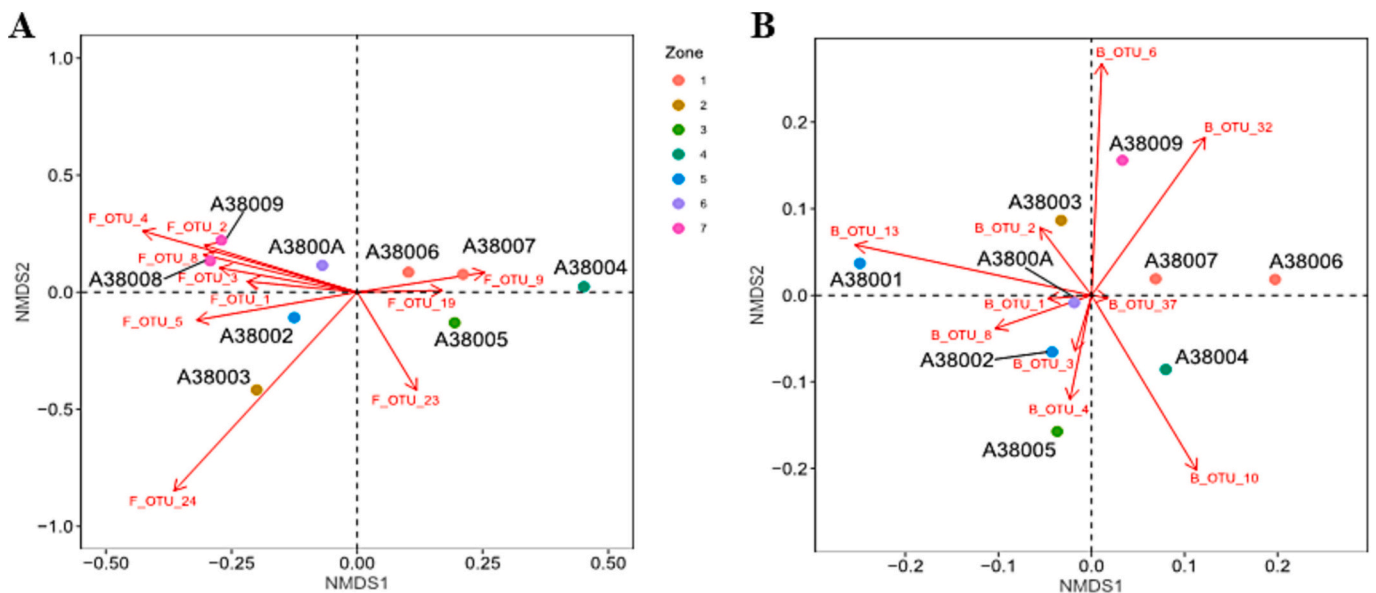 A
1.0
0.5
0.0
−0.5
−1.0
NMDS2
−0.50
−0.25
0.00
0.25
0.50
NMDS1
F_OTU_4
A38009
F_OTU_2
F_OTU_8
A38008
F_OTU_3
F_OTU_1
F_OTU_5
A3800A
A38006
A38007
F_OTU_9
A38004
F_OTU_19
A38002
A38005
A38003
F_OTU_23
F_OTU_24
Zone
1
2
3
4
5
6
7
B
0.2
0.1
0.0
−0.1
−0.2
NMDS2
−0.2
−0.1
0.0
0.1
0.2
NMDS1
B_OTU_6
B_OTU_32
A38009
A38003
B_OTU_2
B_OTU_13
A3800A
A38001
A38007
A38006
B_OTU_1
B_OTU_37
B_OTU_8
A38002
B_OTU_3
A38004
B_OTU_4
A38005
B_OTU_10